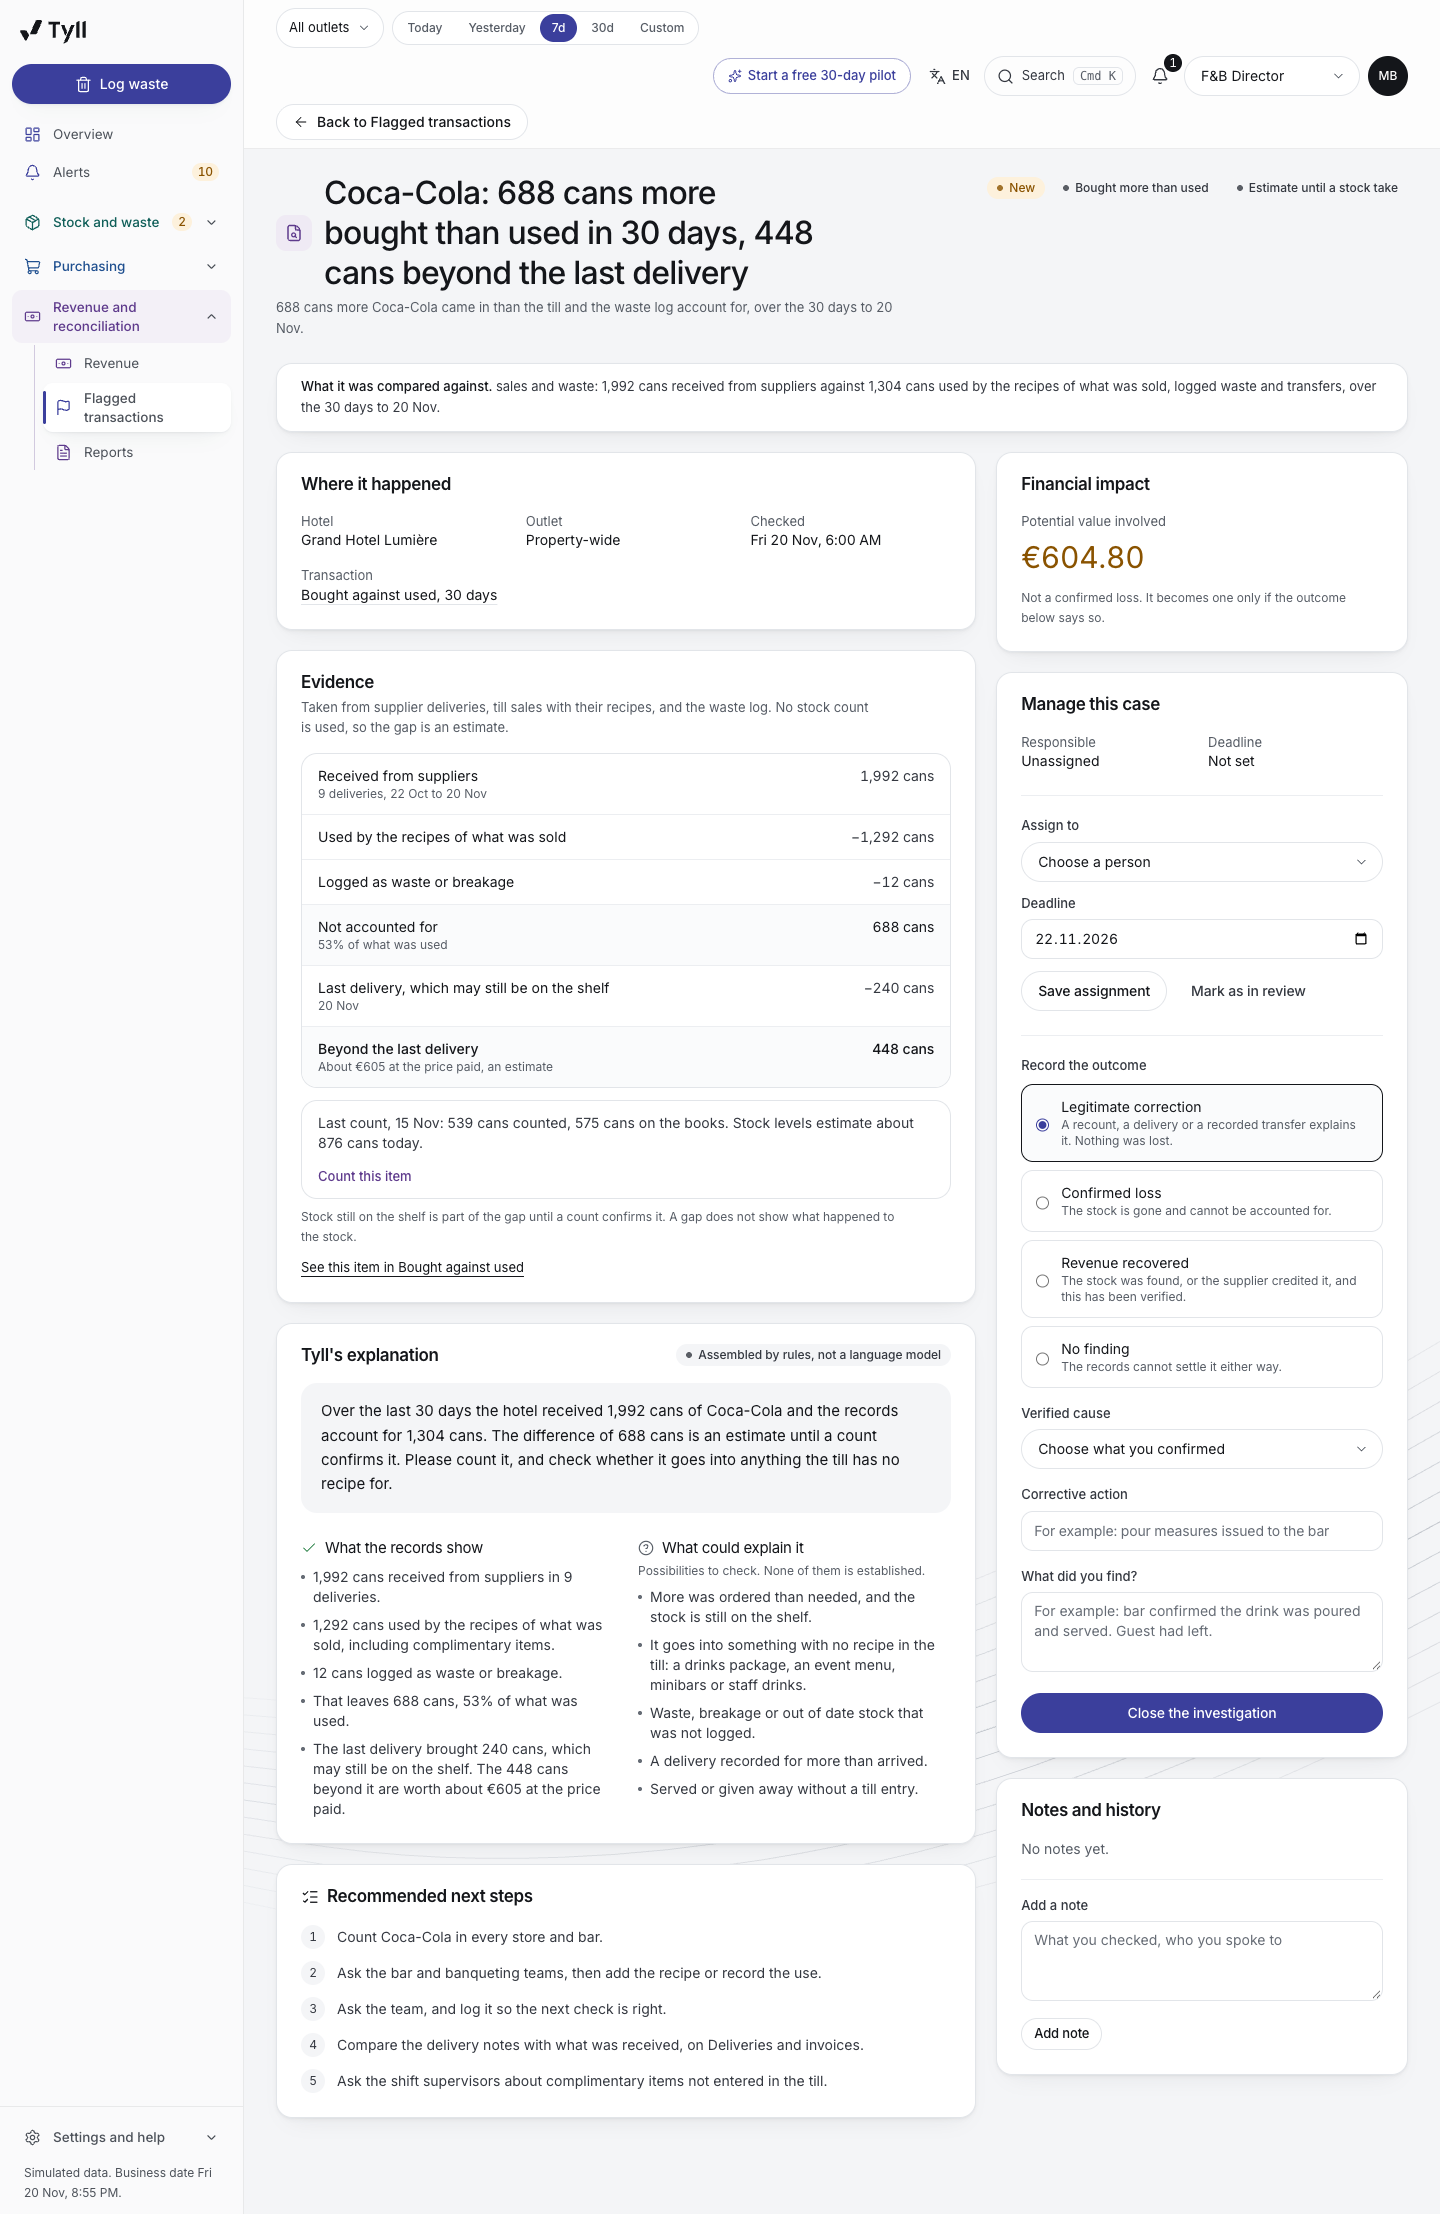 Tyll
Log waste
Overview
Alerts 10
Stock and waste 2
Purchasing
Revenue and
reconciliation
Revenue
Flagged
transactions
Reports
Settings and help
Simulated data. Business date Fri
20 Nov, 8:55 PM.
All outlets
Today Yesterday 7d 30d Custom
Start a free 30-day pilot
EN
Search Cmd K
1
F&B Director
MB
Back to Flagged transactions
Coca-Cola: 688 cans more
bought than used in 30 days, 448
cans beyond the last delivery
New
Bought more than used
Estimate until a stock take
688 cans more Coca-Cola came in than the till and the waste log account for, over the 30 days to 20
Nov.
What it was compared against. sales and waste: 1,992 cans received from suppliers against 1,304 cans used by the recipes of what was sold, logged waste and transfers, over
the 30 days to 20 Nov.
Where it happened
Hotel
Grand Hotel Lumière
Outlet
Property-wide
Checked
Fri 20 Nov, 6:00 AM
Transaction
Bought against used, 30 days
Evidence
Taken from supplier deliveries, till sales with their recipes, and the waste log. No stock count
is used, so the gap is an estimate.
Received from suppliers 1,992 cans
9 deliveries, 22 Oct to 20 Nov
Used by the recipes of what was sold −1,292 cans
Logged as waste or breakage −12 cans
Not accounted for 688 cans
53% of what was used
Last delivery, which may still be on the shelf −240 cans
20 Nov
Beyond the last delivery 448 cans
About €605 at the price paid, an estimate
Last count, 15 Nov: 539 cans counted, 575 cans on the books. Stock levels estimate about
876 cans today.
Count this item
Stock still on the shelf is part of the gap until a count confirms it. A gap does not show what happened to
the stock.
See this item in Bought against used
Tyll's explanation
Assembled by rules, not a language model
Over the last 30 days the hotel received 1,992 cans of Coca-Cola and the records
account for 1,304 cans. The difference of 688 cans is an estimate until a count
confirms it. Please count it, and check whether it goes into anything the till has no
recipe for.
What the records show
1,992 cans received from suppliers in 9
deliveries.
1,292 cans used by the recipes of what was
sold, including complimentary items.
12 cans logged as waste or breakage.
That leaves 688 cans, 53% of what was
used.
The last delivery brought 240 cans, which
may still be on the shelf. The 448 cans
beyond it are worth about €605 at the price
paid.
What could explain it
Possibilities to check. None of them is established.
More was ordered than needed, and the
stock is still on the shelf.
It goes into something with no recipe in the
till: a drinks package, an event menu,
minibars or staff drinks.
Waste, breakage or out of date stock that
was not logged.
A delivery recorded for more than arrived.
Served or given away without a till entry.
Recommended next steps
1 Count Coca-Cola in every store and bar.
2 Ask the bar and banqueting teams, then add the recipe or record the use.
3 Ask the team, and log it so the next check is right.
4 Compare the delivery notes with what was received, on Deliveries and invoices.
5 Ask the shift supervisors about complimentary items not entered in the till.
Financial impact
Potential value involved
€604.80
Not a confirmed loss. It becomes one only if the outcome
below says so.
Manage this case
Responsible
Unassigned
Deadline
Not set
Assign to
Choose a person
Deadline
22.11.2026
Save assignment
Mark as in review
Record the outcome
Legitimate correction
A recount, a delivery or a recorded transfer explains
it. Nothing was lost.
Confirmed loss
The stock is gone and cannot be accounted for.
Revenue recovered
The stock was found, or the supplier credited it, and
this has been verified.
No finding
The records cannot settle it either way.
Verified cause
Choose what you confirmed
Corrective action
For example: pour measures issued to the bar
What did you find?
For example: bar confirmed the drink was poured
and served. Guest had left.
Close the investigation
Notes and history
No notes yet.
Add a note
What you checked, who you spoke to
Add note